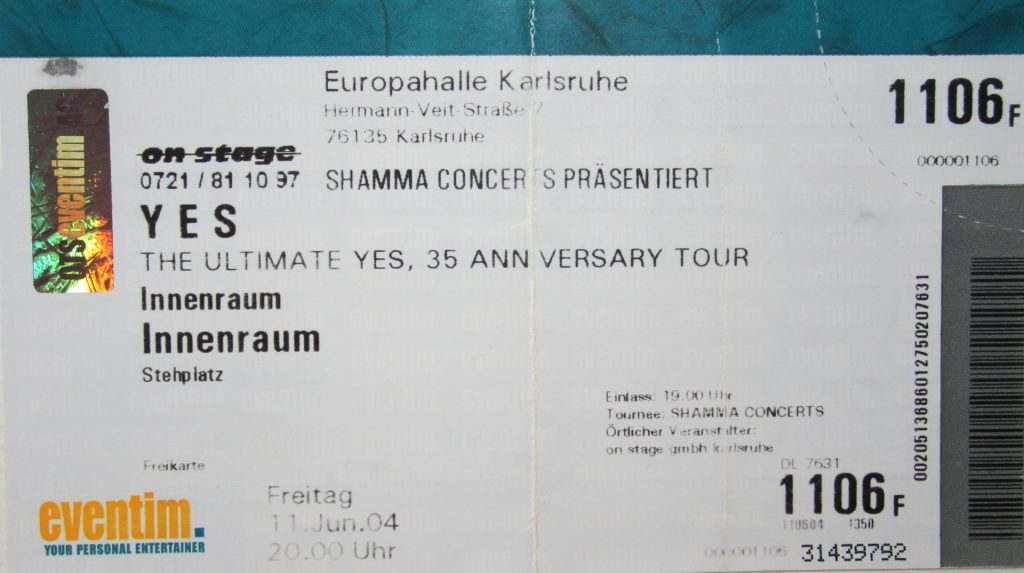 Europahalle Karlsruhe
Hermann-Veit-Straße 7
76135 Karlsruhe
1106F
000001106
on stage
0721 / 81 10 97
SHAMMA CONCERTS PRÄSENTIERT
YES
THE ULTIMATE YES, 35 ANNIVERSARY TOUR
Innenraum
Innenraum
Stehplatz
Einlass: 19.00 Uhr
Tournee: SHAMMA CONCERTS
Örtlicher Veranstalter:
on stage gmbh karlsruhe
Freikarte
DL 7631
1106F
110604 1350
000001106 31439792
eventim.
YOUR PERSONAL ENTERTAINER
Freitag
11.Jun.04
20.00 Uhr
eventim
0020513686012750207631